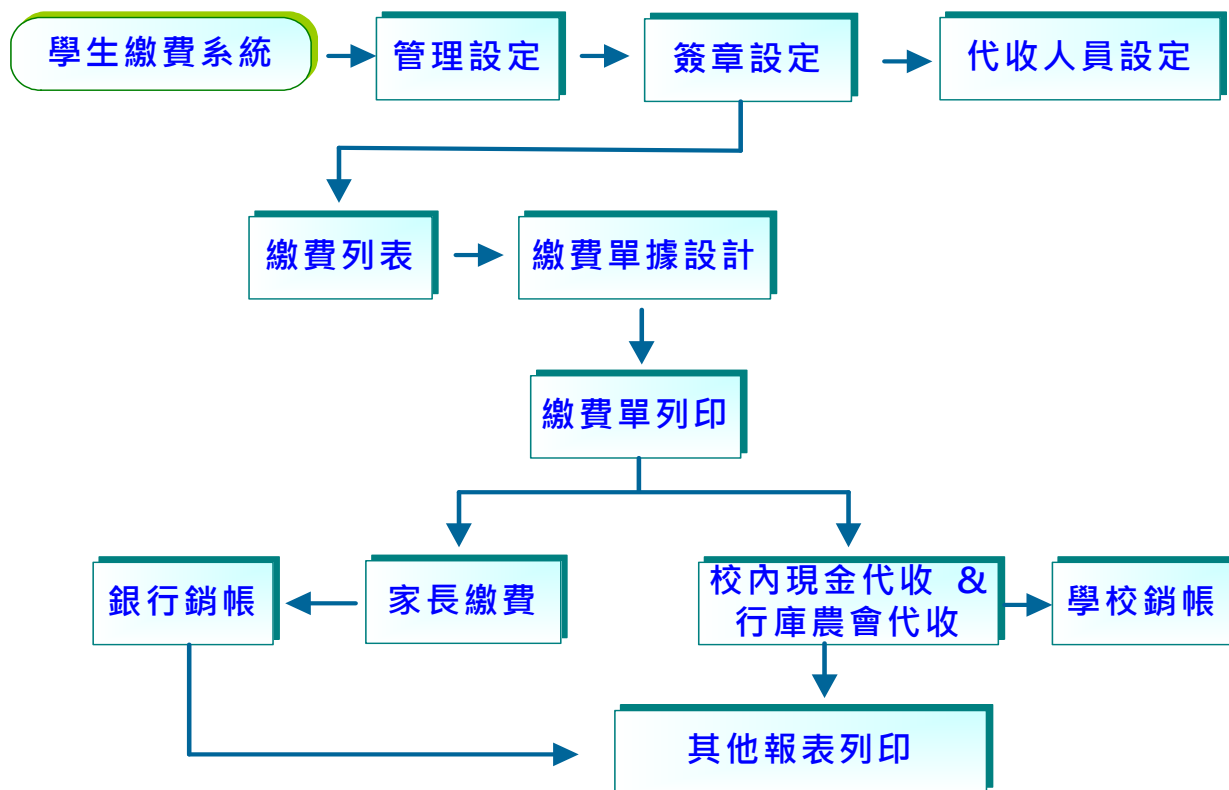 學生繳費系統
管理設定
簽章設定
代收人員設定
繳費列表
繳費單據設計
繳費單列印
銀行銷帳
家長繳費
校內現金代收 &
行庫農會代收
學校銷帳
其他報表列印